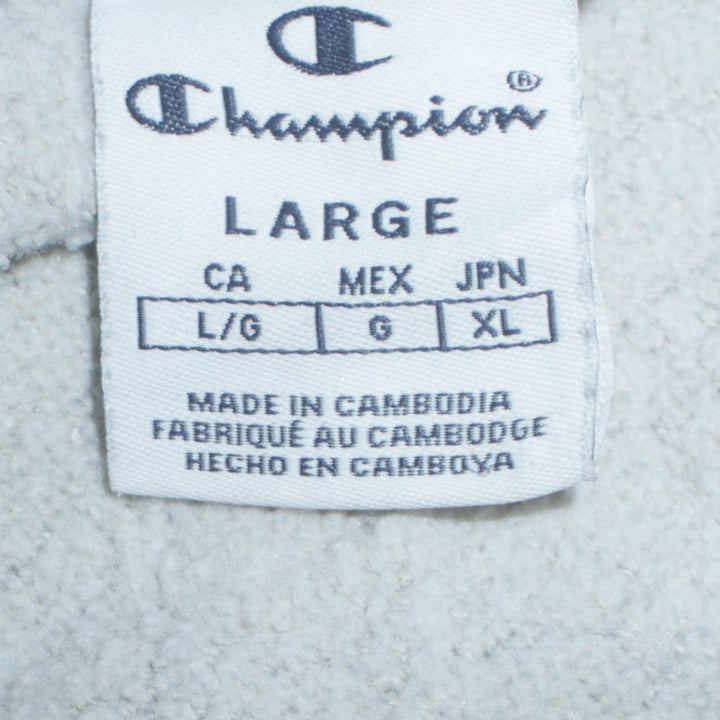 Champion®
LARGE
CA MEX JPN
L/G G XL
MADE IN CAMBODIA
FABRIQUÉ AU CAMBODGE
HECHO EN CAMBOYA